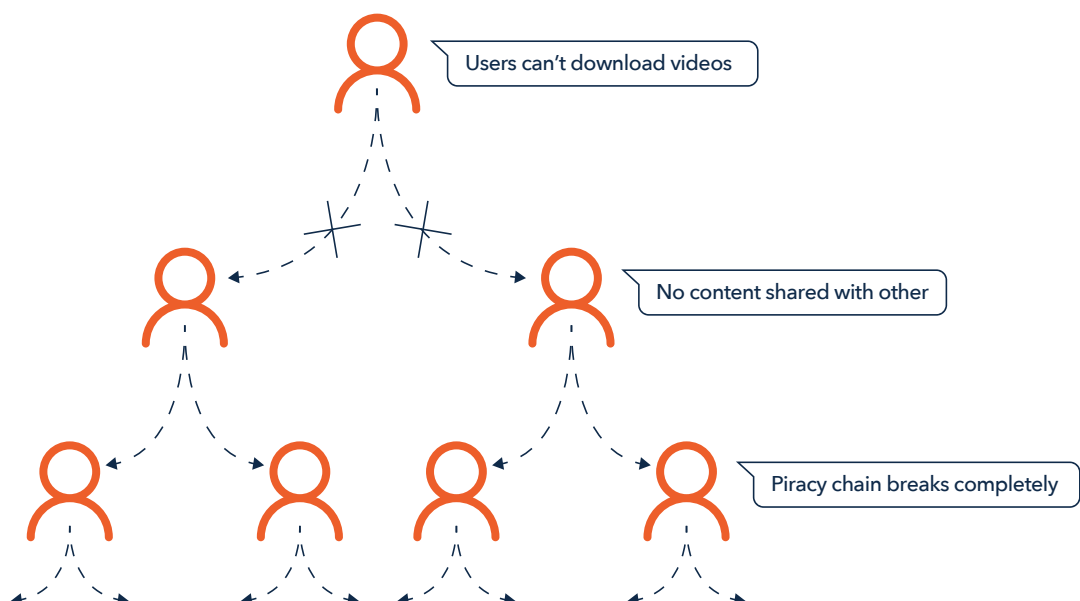 Users can’t download videos
No content shared with other
Piracy chain breaks completely